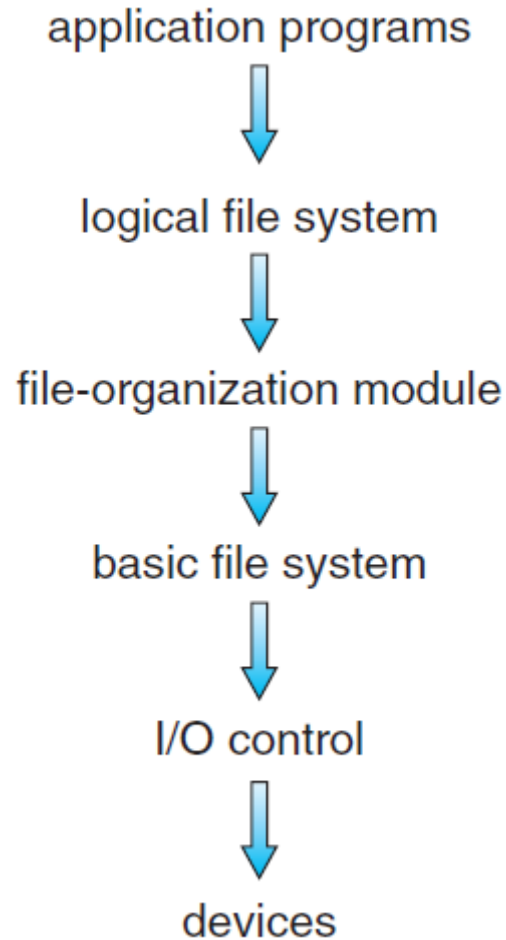 application programs
logical file system
file-organization module
basic file system
I/O control
devices